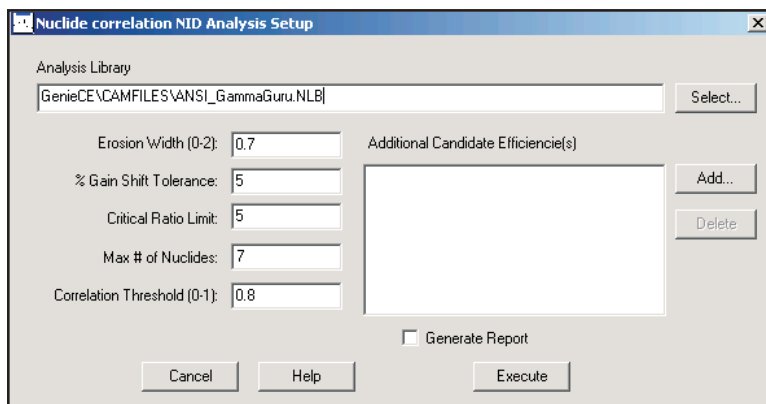 Nuclide correlation NID Analysis Setup
Analysis Library
GenieCE\CAMFILES\ANSI_GammaGuru.NLB
Select...
Erosion Width (0-2): 0.7
Additional Candidate Efficiencie(s)
% Gain Shift Tolerance: 5
Add...
Critical Ratio Limit: 5
Delete
Max # of Nuclides: 7
Correlation Threshold (0-1): 0.8
Generate Report
Cancel
Help
Execute